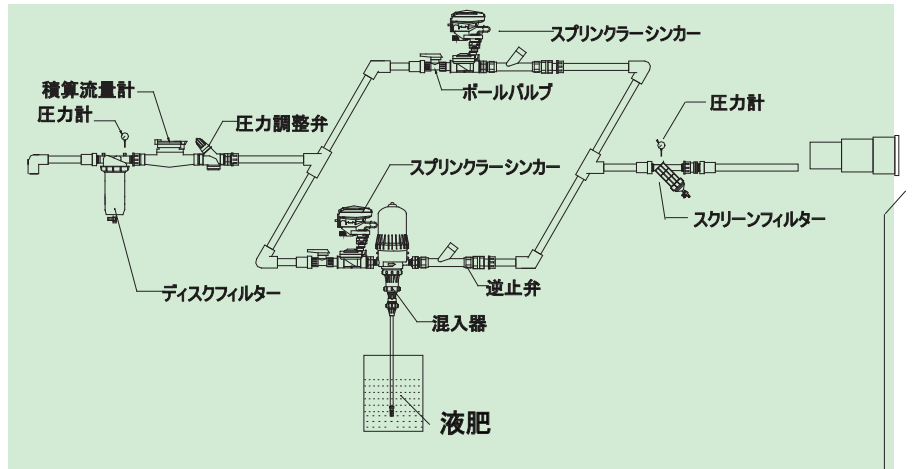 スプリンクラーシンカー
積算流量計
ボールバルブ
圧力計
圧力計
圧力調整弁
スプリンクラーシンカー
スクリーンフィルター
ディスクフィルター
逆止弁
混入器
液肥